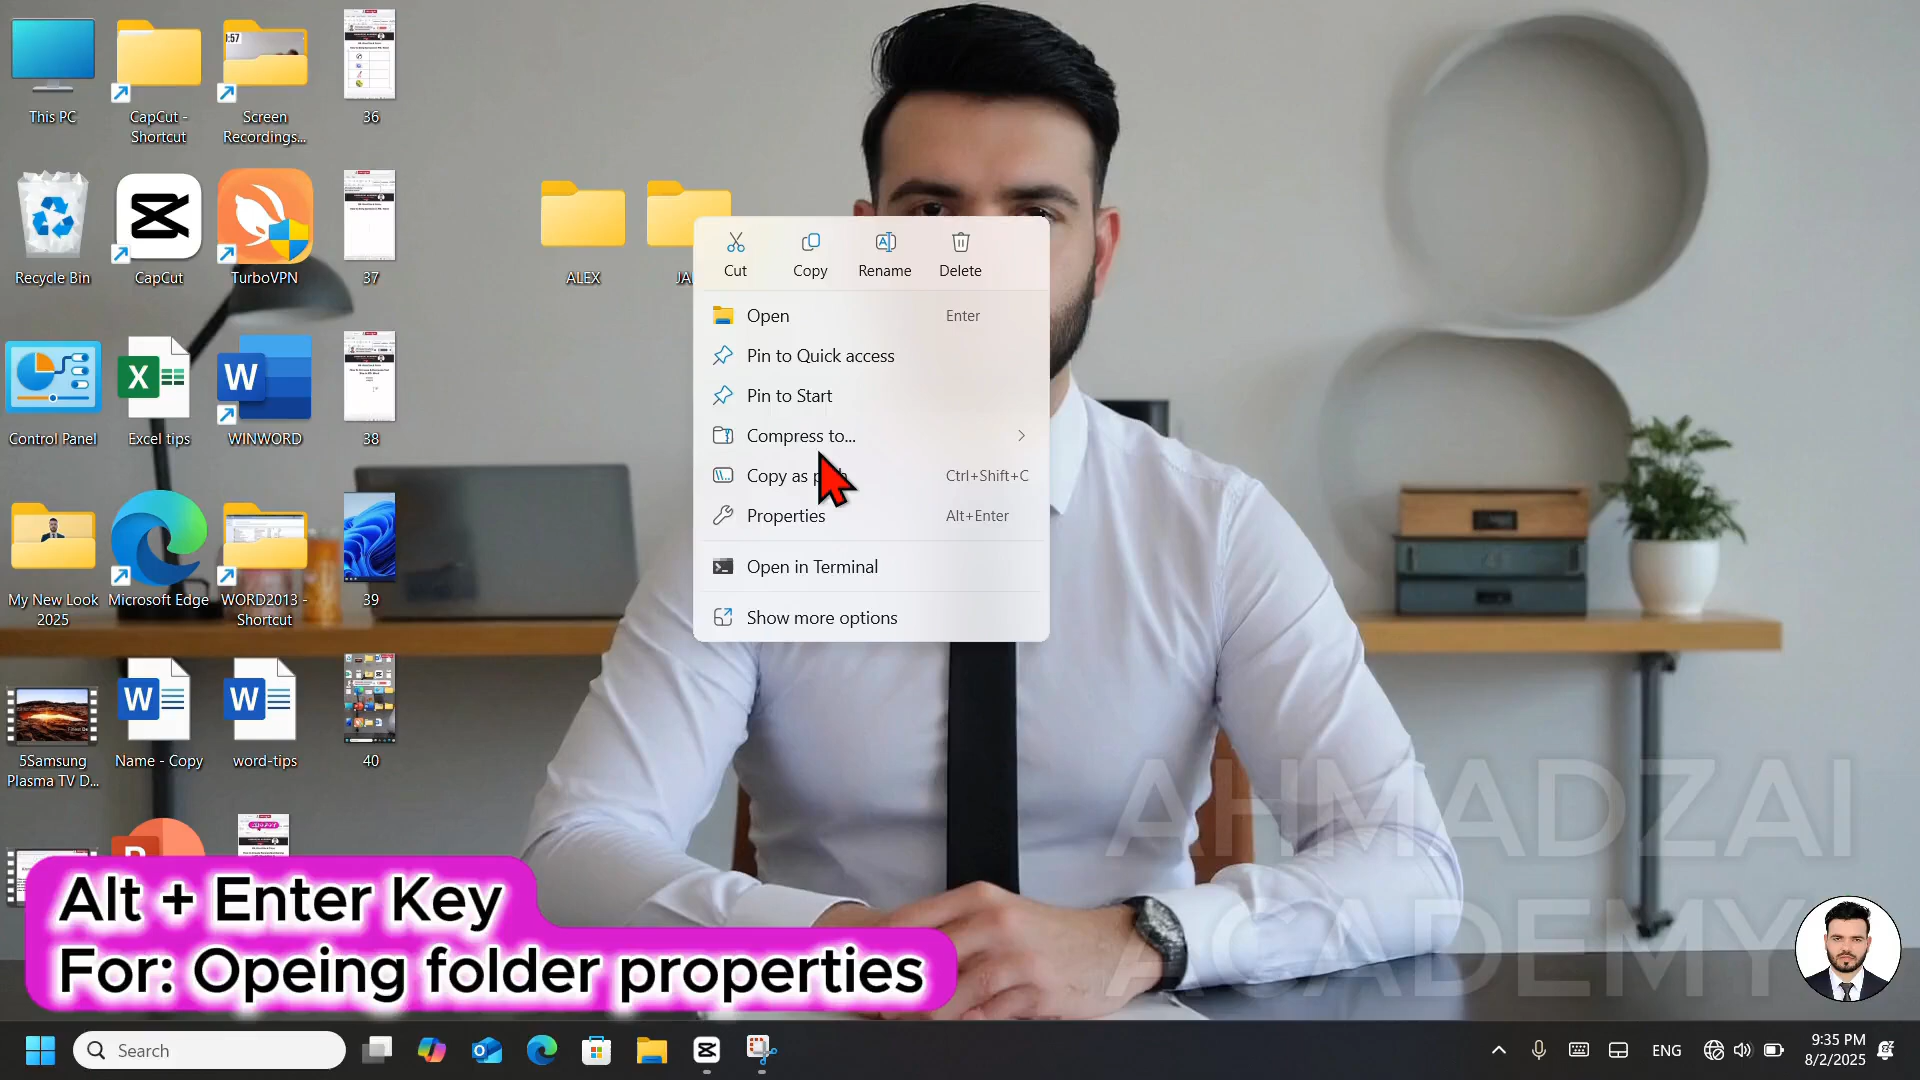 This PC
CapCut -
Shortcut
Screen
Recordings...
36
Recycle Bin
CapCut
TurboVPN
37
ALEX
Cut
Copy
Rename
Delete
Open
Enter
Pin to Quick access
Pin to Start
Compress to...
Copy as
Ctrl+Shift+C
Properties
Alt+Enter
Open in Terminal
Show more options
Control Panel
Excel tips
WINWORD
38
My New Look
2025
Microsoft Edge
WORD2013 -
Shortcut
39
5Samsung
Plasma TV D...
Name - Copy
word-tips
40
AHMADZAI
ACADEMY
Alt + Enter Key
For: Opeing folder properties
Search
ENG
9:35 PM
8/2/2025